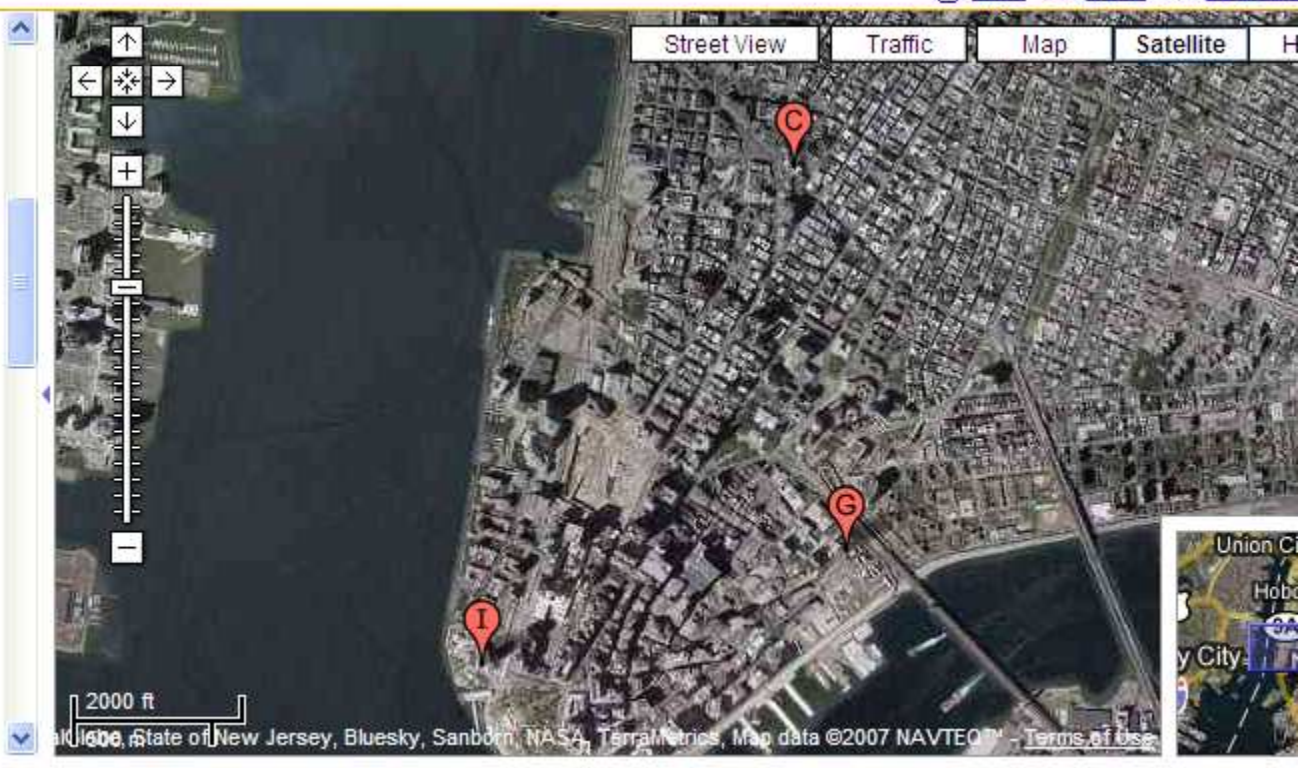 Street View Traffic Map Satellite H
C
G
I
Union Ci
Hobo
y City
2000 ft
500 m
State of New Jersey, Bluesky, Sanborn, NASA, TerraMetrics, Map data ©2007 NAVTEQ™ - Terms of Use